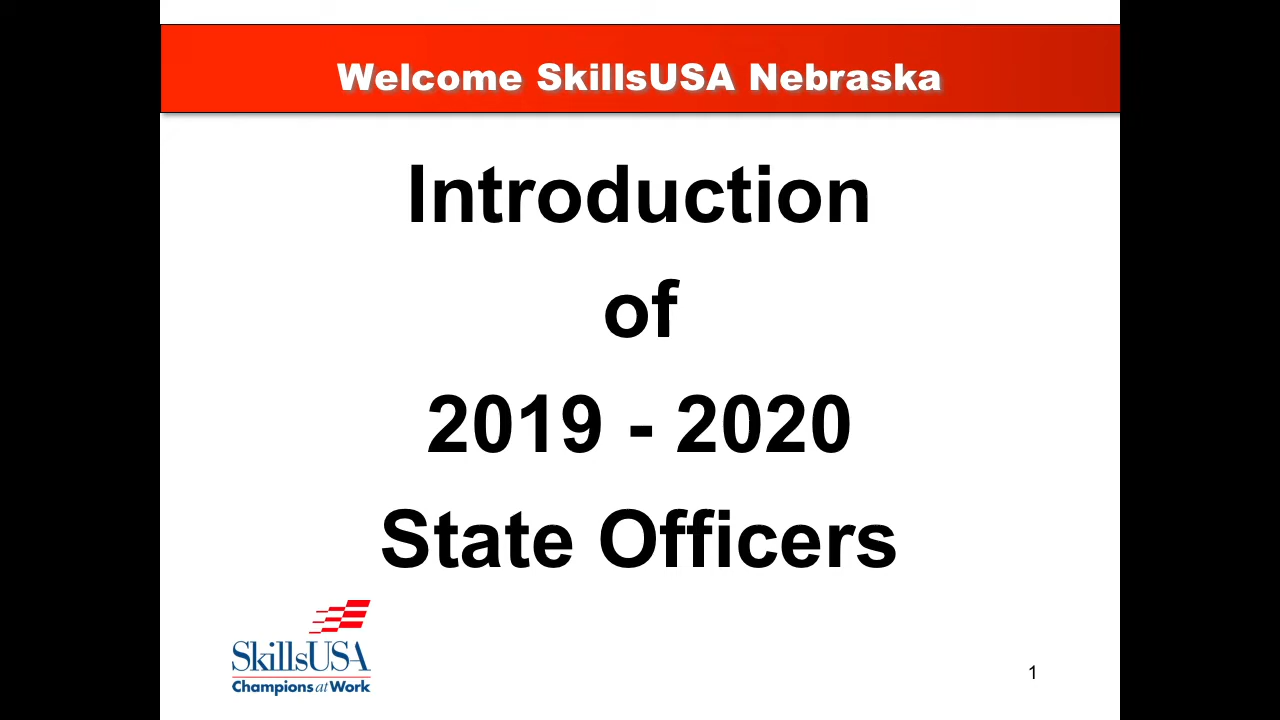 Welcome SkillsUSA Nebraska
Introduction
of
2019 - 2020
State Officers
SkillsUSA
Champions at Work
1